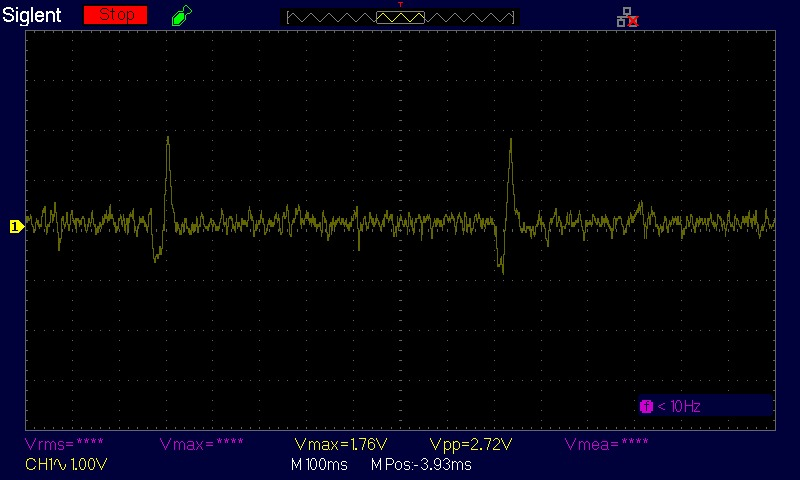 Siglent Stop T
1
f < 10Hz
Vrms=**** Vmax=**** Vmax=1.76V Vpp=2.72V Vmea=****
CH1∿ 1.00V M 100ms M Pos:-3.93ms